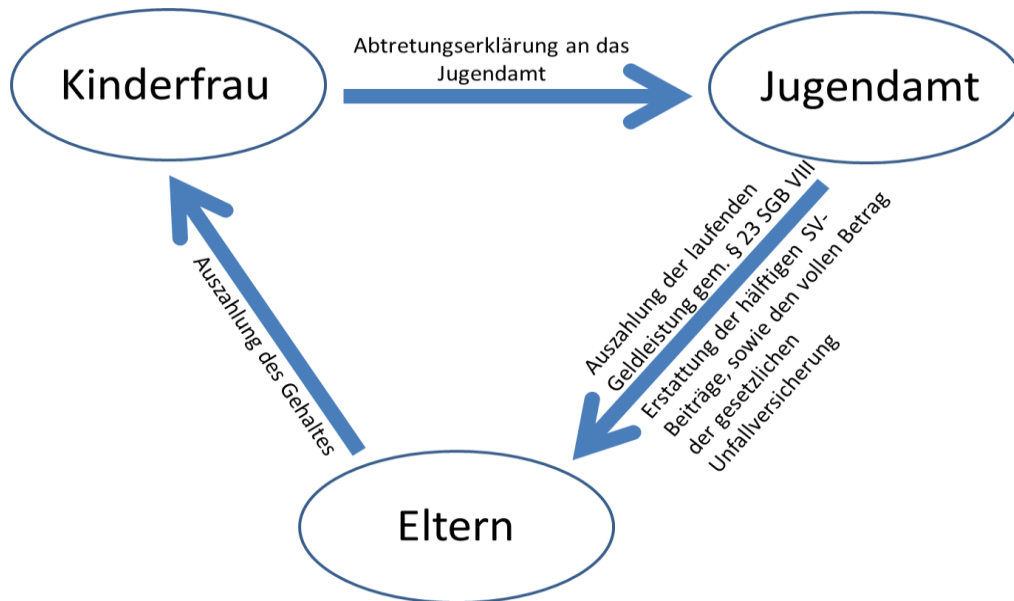 Kinderfrau
Abtretungserklärung an das
Jugendamt
Jugendamt
Auszahlung der laufenden
Geldleistung gem. § 23 SGB VIII
Erstattung der hälftigen SV-
Beiträge, sowie den vollen Betrag
der gesetzlichen
Unfallversicherung
Auszahlung des Gehaltes
Eltern